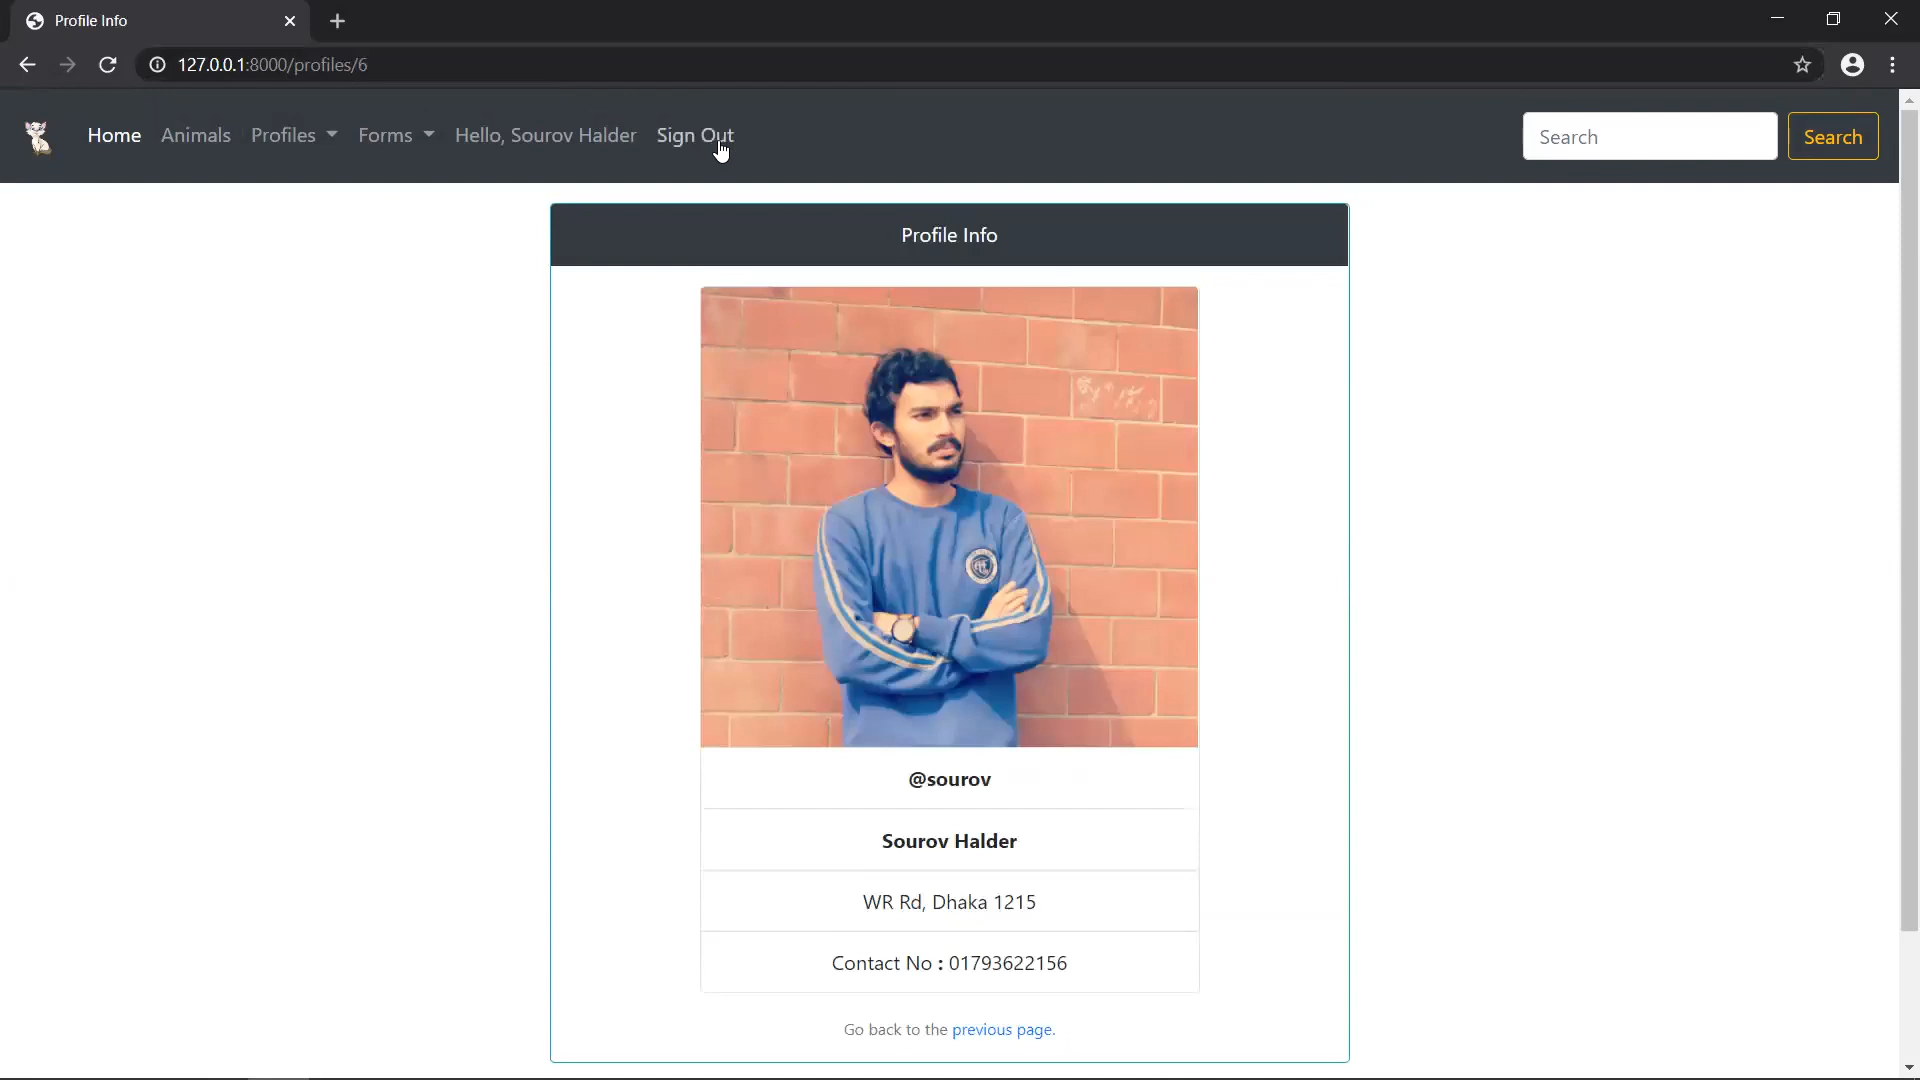 Profile Info
127.0.0.1:8000/profiles/6
Home Animals Profiles Forms Hello, Sourov Halder Sign Out Search Search
Profile Info
@sourov
Sourov Halder
WR Rd, Dhaka 1215
Contact No : 01793622156
Go back to the previous page.